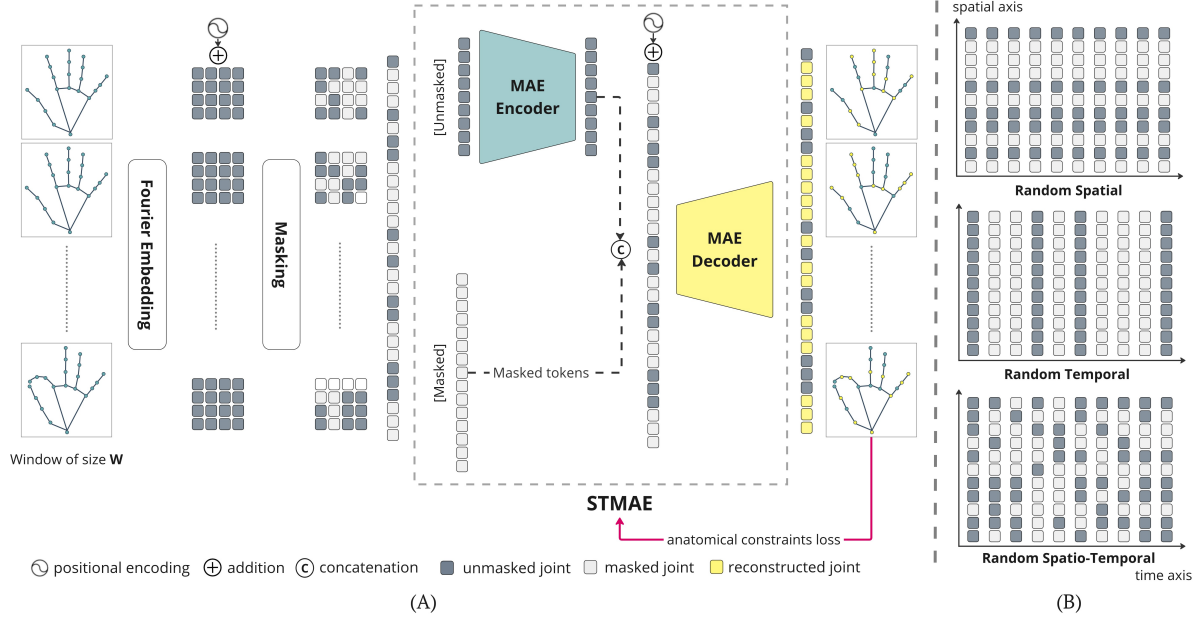 Window of size W
Fourier Embedding
Masking
[Unmasked]
MAE
Encoder
C
[Masked]
Masked tokens
MAE
Decoder
STMAE
anatomical constraints loss
positional encoding
addition
C
concatenation
unmasked joint
masked joint
reconstructed joint
(A)
spatial axis
Random Spatial
Random Temporal
Random Spatio-Temporal
time axis
(B)